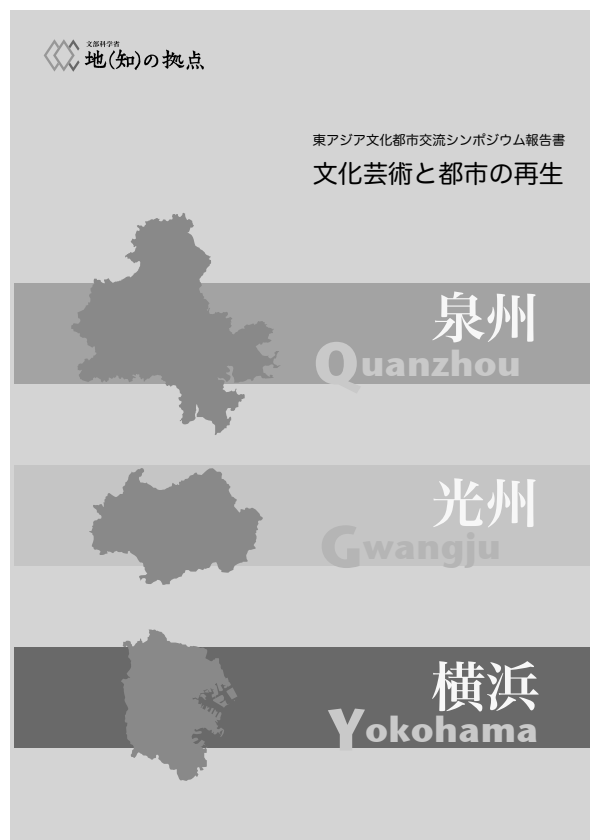 文部科学省
地(知)の拠点
東アジア文化都市交流シンポジウム報告書
文化芸術と都市の再生
泉州
Quanzhou
光州
Gwangju
横浜
Yokohama